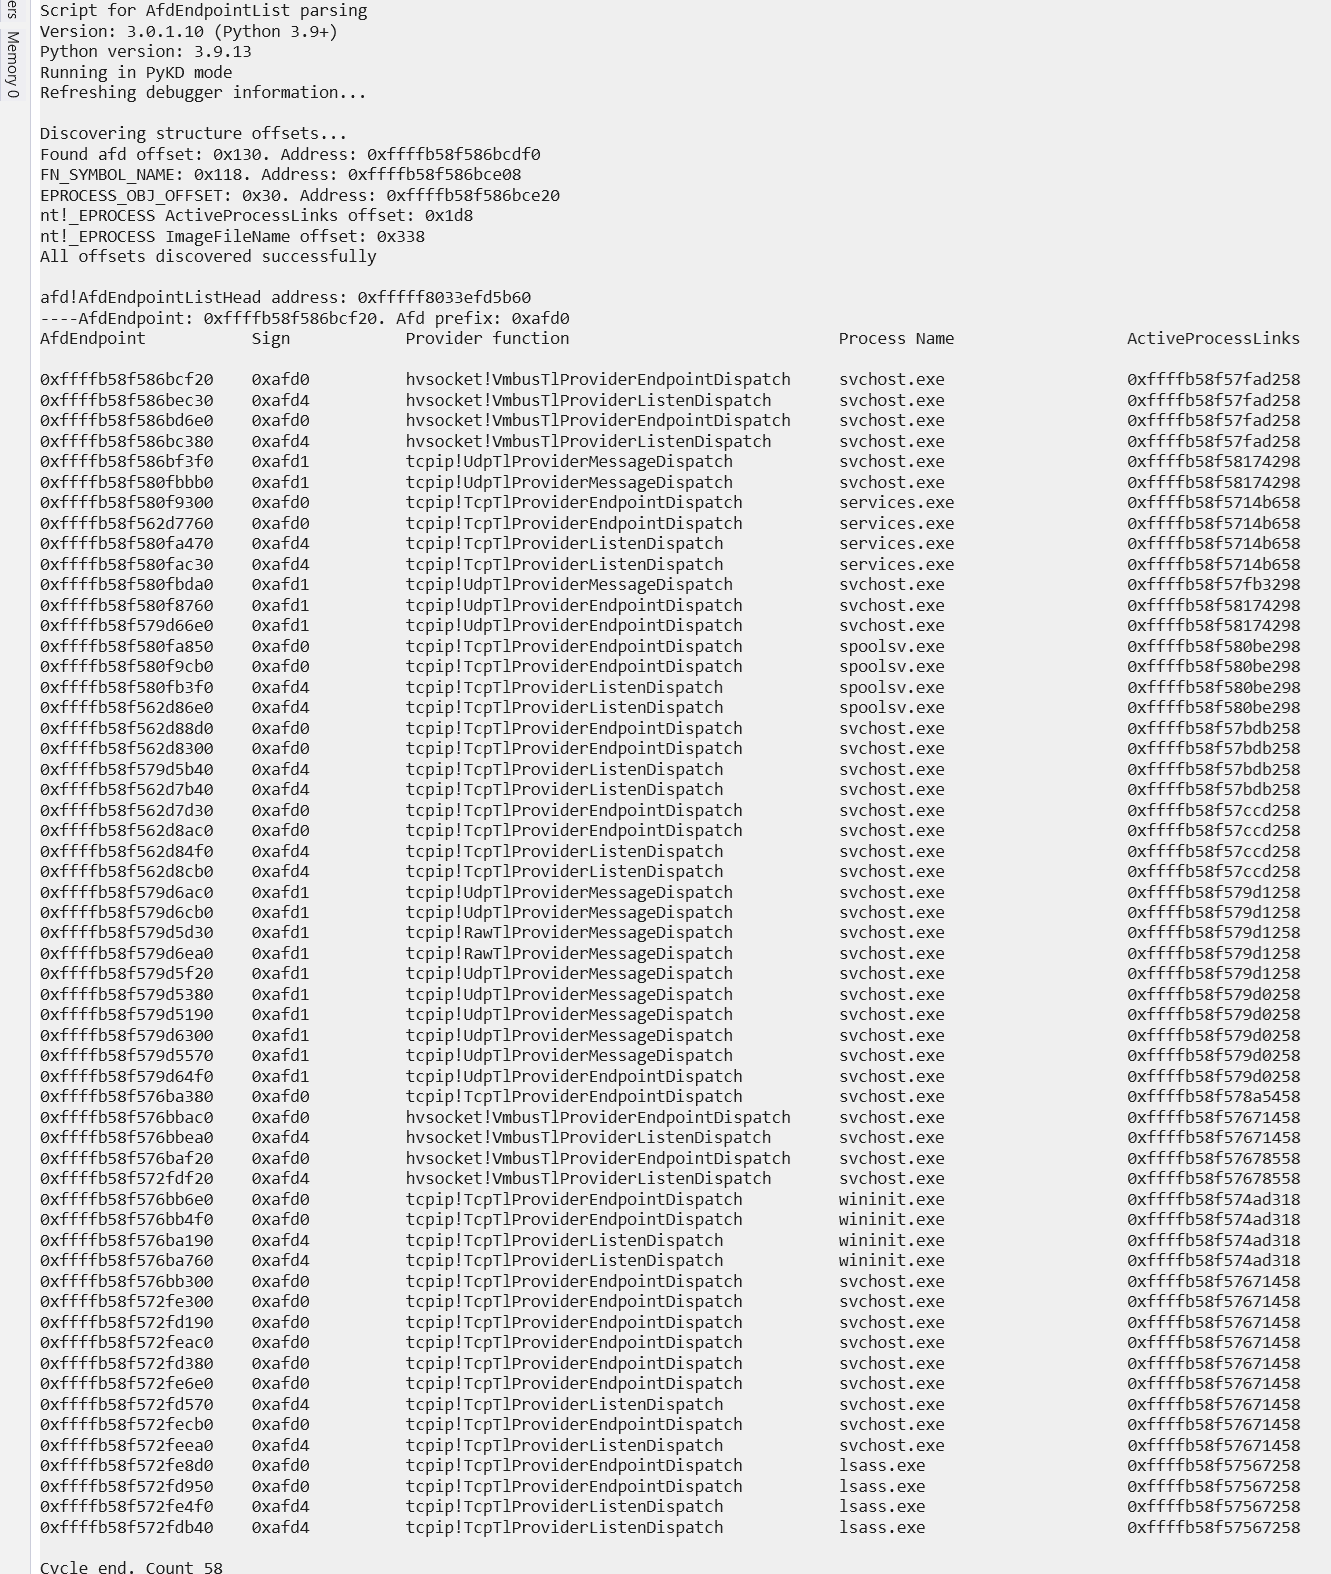 ers
Memory 0
Script for AfdEndpointList parsing
Version: 3.0.1.10 (Python 3.9+)
Python version: 3.9.13
Running in PyKD mode
Refreshing debugger information...
Discovering structure offsets...
Found afd offset: 0x130. Address: 0xffffb58f586bcdf0
FN_SYMBOL_NAME: 0x118. Address: 0xffffb58f586bce08
EPROCESS_OBJ_OFFSET: 0x30. Address: 0xffffb58f586bce20
nt!_EPROCESS ActiveProcessLinks offset: 0x1d8
nt!_EPROCESS ImageFileName offset: 0x338
All offsets discovered successfully
afd!AfdEndpointListHead address: 0xfffff8033efd5b60
----AfdEndpoint: 0xffffb58f586bcf20. Afd prefix: 0xafd0
AfdEndpoint Sign Provider function Process Name ActiveProcessLinks
0xffffb58f586bcf20 0xafd0 hvsocket!VmbusTlProviderEndpointDispatch svchost.exe 0xffffb58f57fad258
0xffffb58f586bec30 0xafd4 hvsocket!VmbusTlProviderListenDispatch svchost.exe 0xffffb58f57fad258
0xffffb58f586bd6e0 0xafd0 hvsocket!VmbusTlProviderEndpointDispatch svchost.exe 0xffffb58f57fad258
0xffffb58f586bc380 0xafd4 hvsocket!VmbusTlProviderListenDispatch svchost.exe 0xffffb58f57fad258
0xffffb58f586bf3f0 0xafd1 tcpip!UdpTlProviderMessageDispatch svchost.exe 0xffffb58f58174298
0xffffb58f580fbbb0 0xafd1 tcpip!UdpTlProviderMessageDispatch svchost.exe 0xffffb58f58174298
0xffffb58f580f9300 0xafd0 tcpip!TcpTlProviderEndpointDispatch services.exe 0xffffb58f5714b658
0xffffb58f562d7760 0xafd0 tcpip!TcpTlProviderEndpointDispatch services.exe 0xffffb58f5714b658
0xffffb58f580fa470 0xafd4 tcpip!TcpTlProviderListenDispatch services.exe 0xffffb58f5714b658
0xffffb58f580fac30 0xafd4 tcpip!TcpTlProviderListenDispatch services.exe 0xffffb58f5714b658
0xffffb58f580fbda0 0xafd1 tcpip!UdpTlProviderMessageDispatch svchost.exe 0xffffb58f57fb3298
0xffffb58f580f8760 0xafd1 tcpip!UdpTlProviderEndpointDispatch svchost.exe 0xffffb58f58174298
0xffffb58f579d66e0 0xafd1 tcpip!UdpTlProviderEndpointDispatch svchost.exe 0xffffb58f58174298
0xffffb58f580fa850 0xafd0 tcpip!TcpTlProviderEndpointDispatch spoolsv.exe 0xffffb58f580be298
0xffffb58f580f9cb0 0xafd0 tcpip!TcpTlProviderEndpointDispatch spoolsv.exe 0xffffb58f580be298
0xffffb58f580fb3f0 0xafd4 tcpip!TcpTlProviderListenDispatch spoolsv.exe 0xffffb58f580be298
0xffffb58f562d86e0 0xafd4 tcpip!TcpTlProviderListenDispatch spoolsv.exe 0xffffb58f580be298
0xffffb58f562d88d0 0xafd0 tcpip!TcpTlProviderEndpointDispatch svchost.exe 0xffffb58f57bdb258
0xffffb58f562d8300 0xafd0 tcpip!TcpTlProviderEndpointDispatch svchost.exe 0xffffb58f57bdb258
0xffffb58f579d5b40 0xafd4 tcpip!TcpTlProviderListenDispatch svchost.exe 0xffffb58f57bdb258
0xffffb58f562d7b40 0xafd4 tcpip!TcpTlProviderListenDispatch svchost.exe 0xffffb58f57bdb258
0xffffb58f562d7d30 0xafd0 tcpip!TcpTlProviderEndpointDispatch svchost.exe 0xffffb58f57ccd258
0xffffb58f562d8ac0 0xafd0 tcpip!TcpTlProviderEndpointDispatch svchost.exe 0xffffb58f57ccd258
0xffffb58f562d84f0 0xafd4 tcpip!TcpTlProviderListenDispatch svchost.exe 0xffffb58f57ccd258
0xffffb58f562d8cb0 0xafd4 tcpip!TcpTlProviderListenDispatch svchost.exe 0xffffb58f57ccd258
0xffffb58f579d6ac0 0xafd1 tcpip!UdpTlProviderMessageDispatch svchost.exe 0xffffb58f579d1258
0xffffb58f579d6cb0 0xafd1 tcpip!UdpTlProviderMessageDispatch svchost.exe 0xffffb58f579d1258
0xffffb58f579d5d30 0xafd1 tcpip!RawTlProviderMessageDispatch svchost.exe 0xffffb58f579d1258
0xffffb58f579d6ea0 0xafd1 tcpip!RawTlProviderMessageDispatch svchost.exe 0xffffb58f579d1258
0xffffb58f579d5f20 0xafd1 tcpip!UdpTlProviderMessageDispatch svchost.exe 0xffffb58f579d1258
0xffffb58f579d5380 0xafd1 tcpip!UdpTlProviderMessageDispatch svchost.exe 0xffffb58f579d0258
0xffffb58f579d5190 0xafd1 tcpip!UdpTlProviderMessageDispatch svchost.exe 0xffffb58f579d0258
0xffffb58f579d6300 0xafd1 tcpip!UdpTlProviderMessageDispatch svchost.exe 0xffffb58f579d0258
0xffffb58f579d5570 0xafd1 tcpip!UdpTlProviderMessageDispatch svchost.exe 0xffffb58f579d0258
0xffffb58f579d64f0 0xafd1 tcpip!UdpTlProviderEndpointDispatch svchost.exe 0xffffb58f579d0258
0xffffb58f576ba380 0xafd0 tcpip!TcpTlProviderEndpointDispatch svchost.exe 0xffffb58f578a5458
0xffffb58f576bbac0 0xafd0 hvsocket!VmbusTlProviderEndpointDispatch svchost.exe 0xffffb58f57671458
0xffffb58f576bbea0 0xafd4 hvsocket!VmbusTlProviderListenDispatch svchost.exe 0xffffb58f57671458
0xffffb58f576baf20 0xafd0 hvsocket!VmbusTlProviderEndpointDispatch svchost.exe 0xffffb58f57678558
0xffffb58f572fdf20 0xafd4 hvsocket!VmbusTlProviderListenDispatch svchost.exe 0xffffb58f57678558
0xffffb58f576bb6e0 0xafd0 tcpip!TcpTlProviderEndpointDispatch wininit.exe 0xffffb58f574ad318
0xffffb58f576bb4f0 0xafd0 tcpip!TcpTlProviderEndpointDispatch wininit.exe 0xffffb58f574ad318
0xffffb58f576ba190 0xafd4 tcpip!TcpTlProviderListenDispatch wininit.exe 0xffffb58f574ad318
0xffffb58f576ba760 0xafd4 tcpip!TcpTlProviderListenDispatch wininit.exe 0xffffb58f574ad318
0xffffb58f576bb300 0xafd0 tcpip!TcpTlProviderEndpointDispatch svchost.exe 0xffffb58f57671458
0xffffb58f572fe300 0xafd0 tcpip!TcpTlProviderEndpointDispatch svchost.exe 0xffffb58f57671458
0xffffb58f572fd190 0xafd0 tcpip!TcpTlProviderEndpointDispatch svchost.exe 0xffffb58f57671458
0xffffb58f572feac0 0xafd0 tcpip!TcpTlProviderEndpointDispatch svchost.exe 0xffffb58f57671458
0xffffb58f572fd380 0xafd0 tcpip!TcpTlProviderEndpointDispatch svchost.exe 0xffffb58f57671458
0xffffb58f572fe6e0 0xafd0 tcpip!TcpTlProviderEndpointDispatch svchost.exe 0xffffb58f57671458
0xffffb58f572fd570 0xafd4 tcpip!TcpTlProviderListenDispatch svchost.exe 0xffffb58f57671458
0xffffb58f572fecb0 0xafd0 tcpip!TcpTlProviderEndpointDispatch svchost.exe 0xffffb58f57671458
0xffffb58f572feea0 0xafd4 tcpip!TcpTlProviderListenDispatch svchost.exe 0xffffb58f57671458
0xffffb58f572fe8d0 0xafd0 tcpip!TcpTlProviderEndpointDispatch lsass.exe 0xffffb58f57567258
0xffffb58f572fd950 0xafd0 tcpip!TcpTlProviderEndpointDispatch lsass.exe 0xffffb58f57567258
0xffffb58f572fe4f0 0xafd4 tcpip!TcpTlProviderListenDispatch lsass.exe 0xffffb58f57567258
0xffffb58f572fdb40 0xafd4 tcpip!TcpTlProviderListenDispatch lsass.exe 0xffffb58f57567258
Cycle end. Count 58